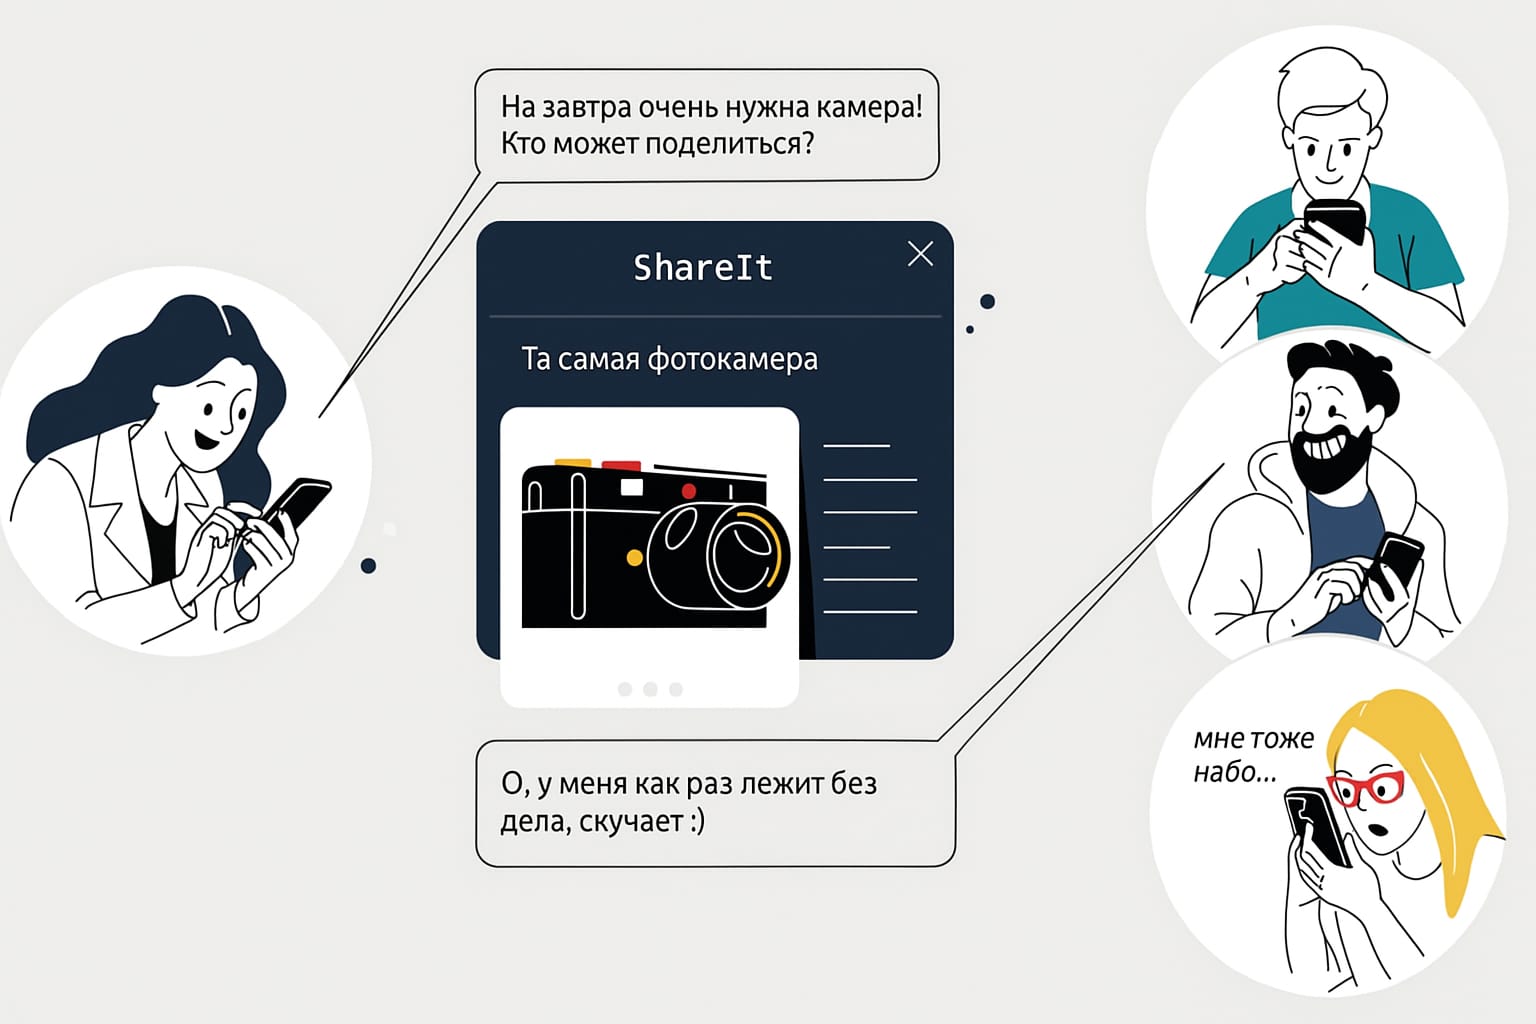 На завтра очень нужна камера!
Кто может поделиться?
ShareIt
Та самая фотокамера
О, у меня как раз лежит без
дела, скучает :)
мне тоже
набо...